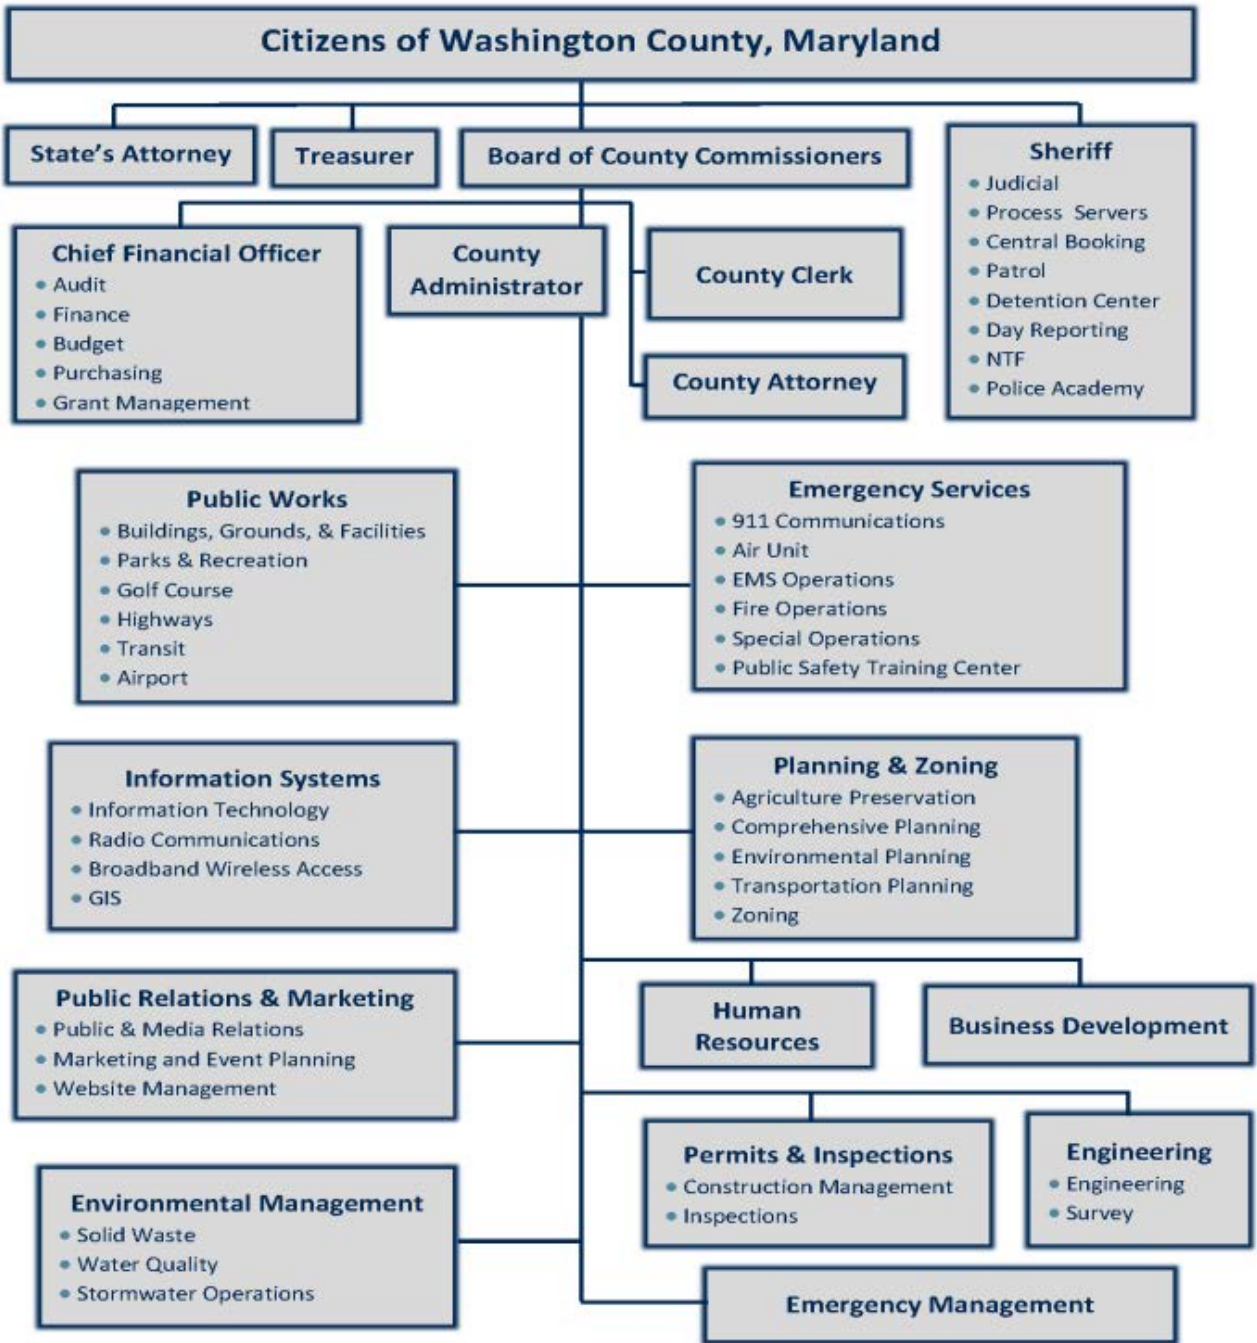 Citizens of Washington County, Maryland
State's Attorney
Treasurer
Board of County Commissioners
Sheriff
• Judicial
• Process Servers
• Central Booking
• Patrol
• Detention Center
• Day Reporting
• NTF
• Police Academy
Chief Financial Officer
• Audit
• Finance
• Budget
• Purchasing
• Grant Management
County
Administrator
County Clerk
County Attorney
Public Works
• Buildings, Grounds, & Facilities
• Parks & Recreation
• Golf Course
• Highways
• Transit
• Airport
Emergency Services
• 911 Communications
• Air Unit
• EMS Operations
• Fire Operations
• Special Operations
• Public Safety Training Center
Information Systems
• Information Technology
• Radio Communications
• Broadband Wireless Access
• GIS
Planning & Zoning
• Agriculture Preservation
• Comprehensive Planning
• Environmental Planning
• Transportation Planning
• Zoning
Public Relations & Marketing
• Public & Media Relations
• Marketing and Event Planning
• Website Management
Human
Resources
Business Development
Permits & Inspections
• Construction Management
• Inspections
Engineering
• Engineering
• Survey
Environmental Management
• Solid Waste
• Water Quality
• Stormwater Operations
Emergency Management